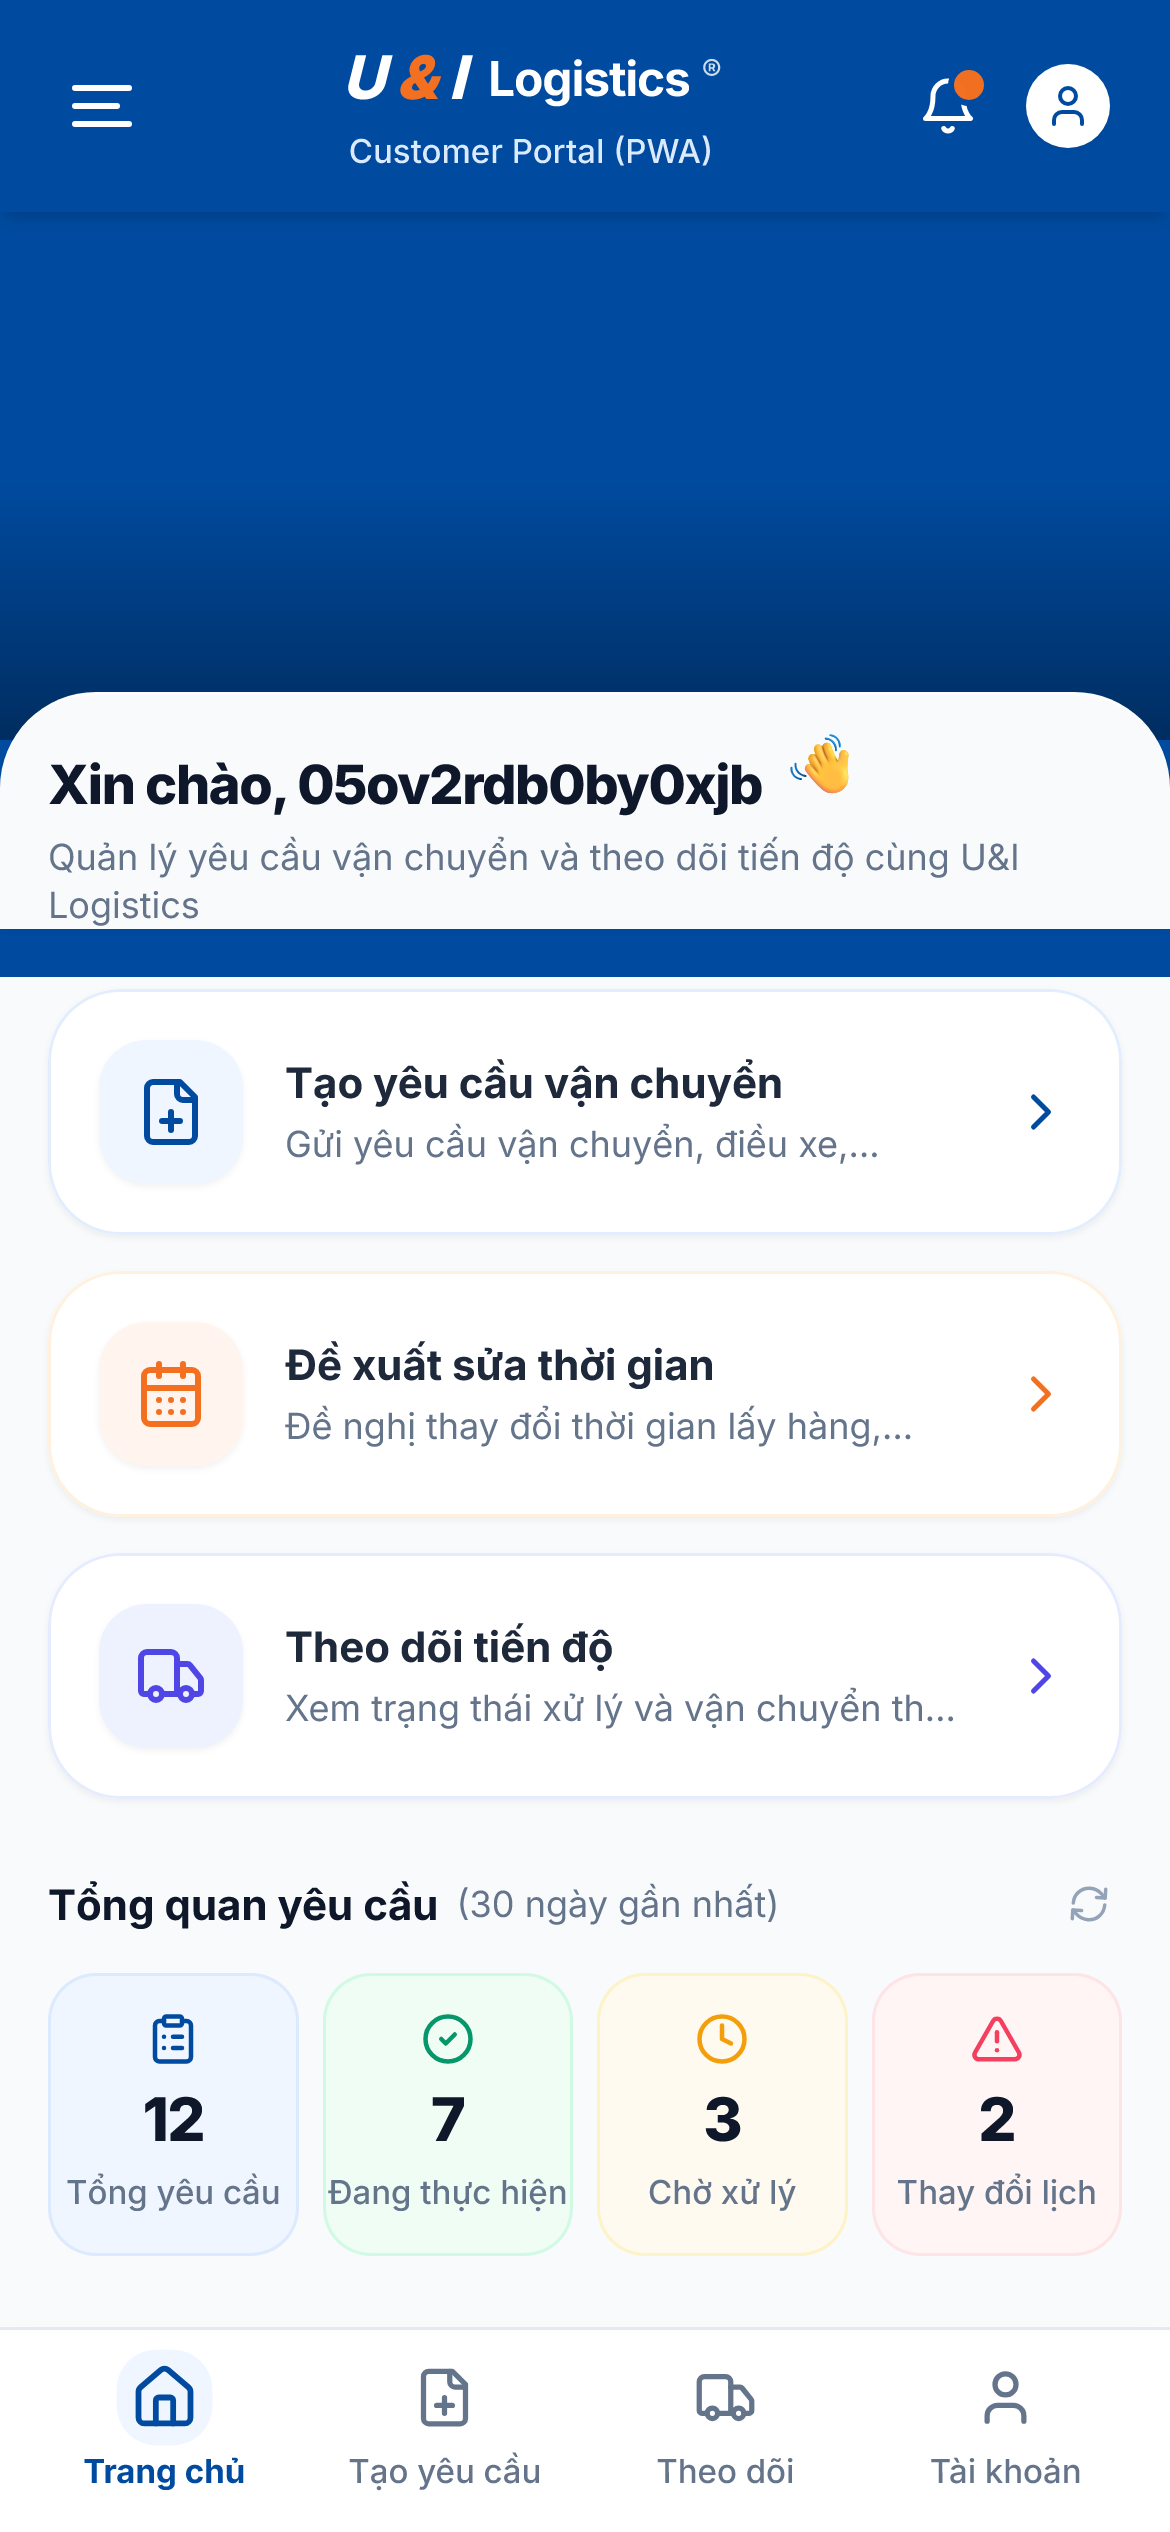 U&I Logistics ®
Customer Portal (PWA)
Xin chào, 05ov2rdb0by0xjb 👋
Quản lý yêu cầu vận chuyển và theo dõi tiến độ cùng U&I
Logistics
Tạo yêu cầu vận chuyển
Gửi yêu cầu vận chuyển, điều xe,...
Đề xuất sửa thời gian
Đề nghị thay đổi thời gian lấy hàng,...
Theo dõi tiến độ
Xem trạng thái xử lý và vận chuyển th...
Tổng quan yêu cầu (30 ngày gần nhất)
12 7 3 2
Tổng yêu cầu Đang thực hiện Chờ xử lý Thay đổi lịch
Trang chủ Tạo yêu cầu Theo dõi Tài khoản